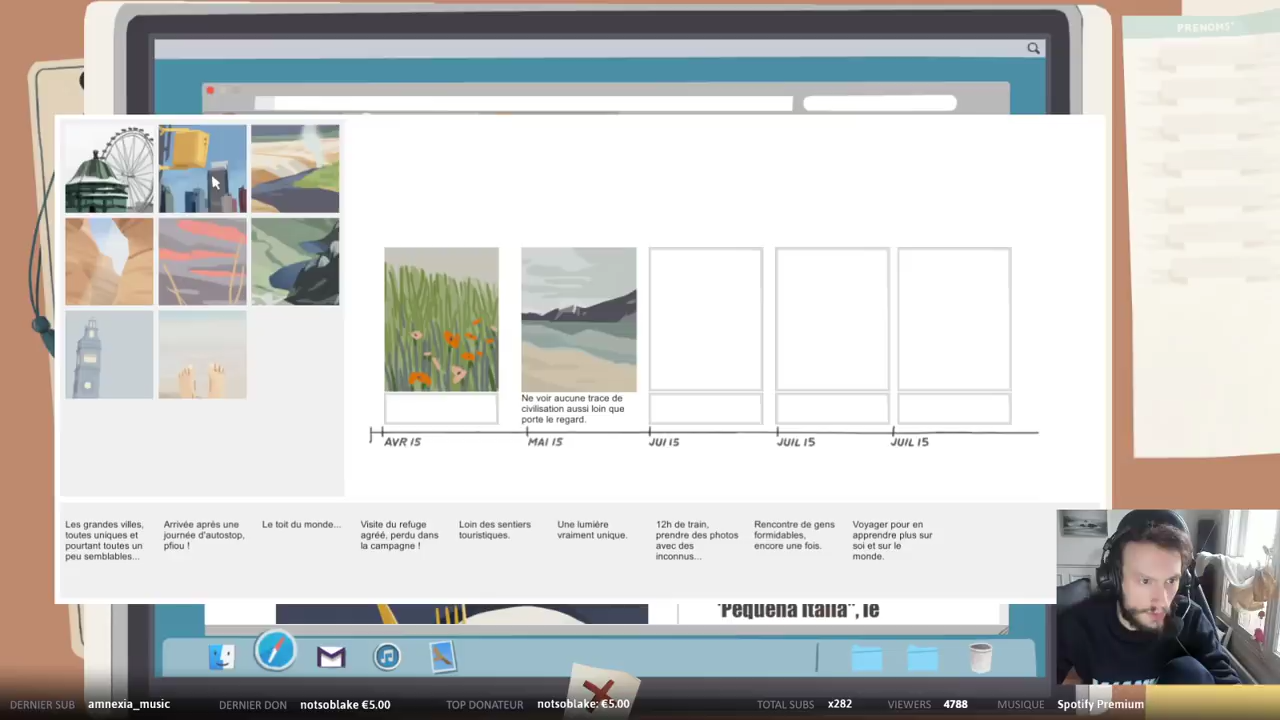 PRENOMS*
Ne voir aucune trace de
civilisation aussi loin que
porte le regard.
AVR 15
MAI 15
JUI 15
JUIL 15
JUIL 15
Les grandes villes,
toutes uniques et
pourtant toutes un
peu semblables...
Arrivée après une
journée d'autostop,
pfiou !
Le toit du monde...
Visite du refuge
agréé, perdu dans
la campagne !
Loin des sentiers
touristiques.
Une lumière
vraiment unique.
12h de train,
prendre des photos
avec des
inconnus...
Rencontre de gens
formidables,
encore une fois.
Voyager pour en
apprendre plus sur
soi et sur le
monde.
"Pequeña Italia", le
DERNIER SUB amnexia_music DERNIER DON notsoblake €5.00 TOP DONATEUR notsoblake: €5.00 TOTAL SUBS x282 VIEWERS 4788 MUSIQUE Spotify Premium